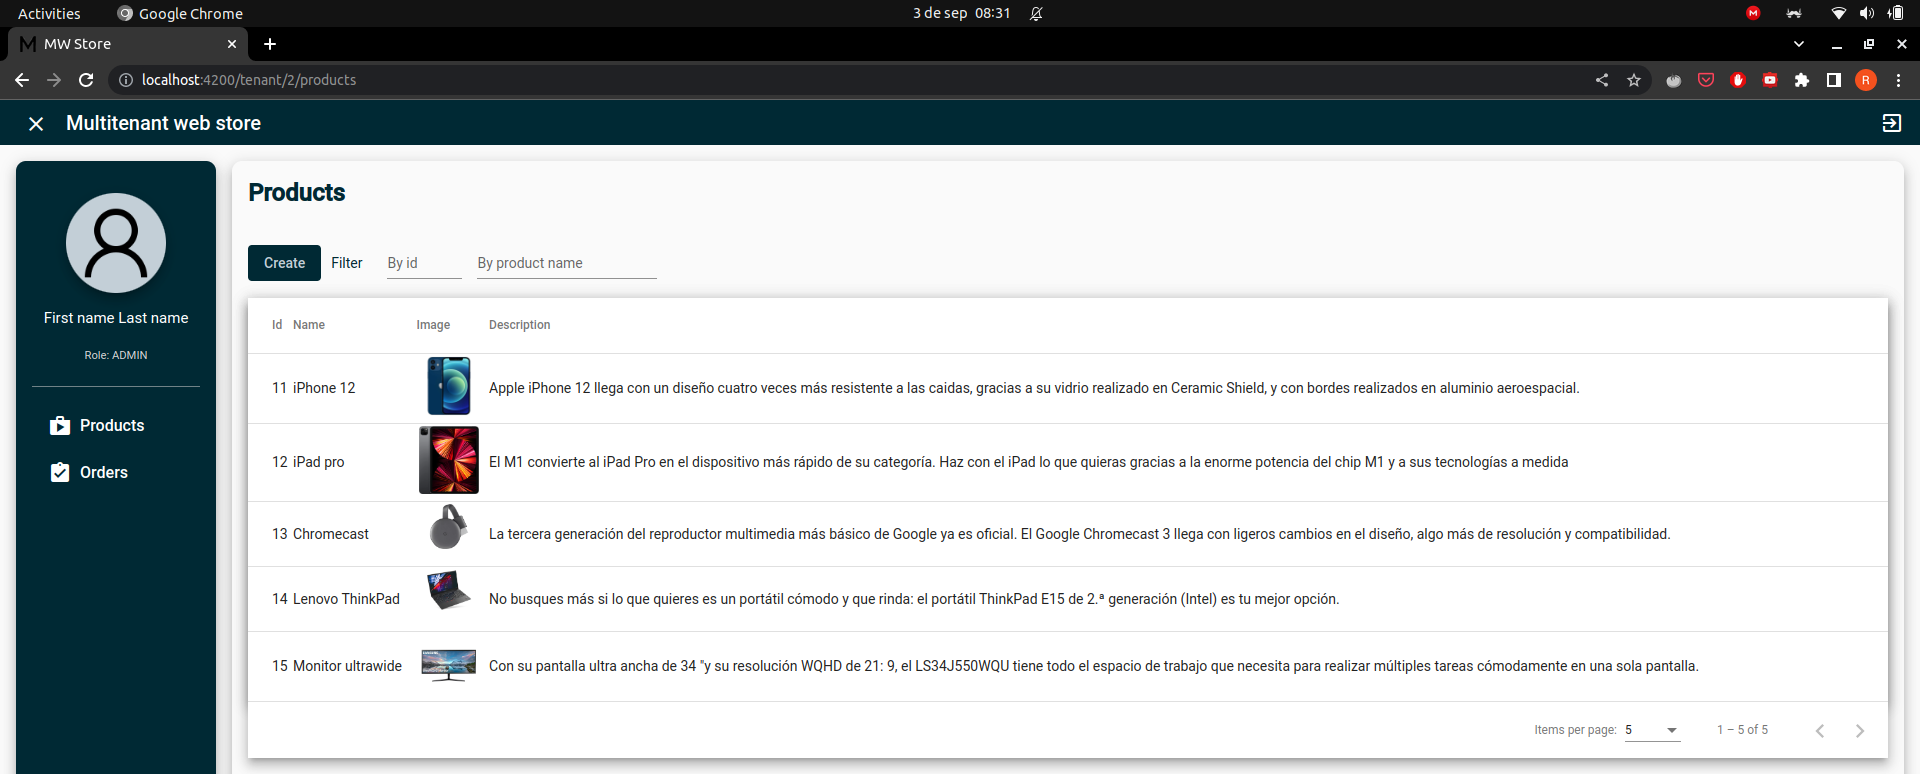 Activities Google Chrome 3 de sep 08:31
MW Store
localhost:4200/tenant/2/products R
Multitenant web store
First name Last name
Role: ADMIN
Products
Orders
Products
Create Filter By id By product name
Id Name Image Description
11 iPhone 12 Apple iPhone 12 llega con un diseño cuatro veces más resistente a las caidas, gracias a su vidrio realizado en Ceramic Shield, y con bordes realizados en aluminio aeroespacial.
12 iPad pro El M1 convierte al iPad Pro en el dispositivo más rápido de su categoría. Haz con el iPad lo que quieras gracias a la enorme potencia del chip M1 y a sus tecnologías a medida
13 Chromecast La tercera generación del reproductor multimedia más básico de Google ya es oficial. El Google Chromecast 3 llega con ligeros cambios en el diseño, algo más de resolución y compatibilidad.
14 Lenovo ThinkPad No busques más si lo que quieres es un portátil cómodo y que rinda: el portátil ThinkPad E15 de 2.ª generación (Intel) es tu mejor opción.
15 Monitor ultrawide Con su pantalla ultra ancha de 34 "y su resolución WQHD de 21: 9, el LS34J550WQU tiene todo el espacio de trabajo que necesita para realizar múltiples tareas cómodamente en una sola pantalla.
Items per page: 5 1 – 5 of 5